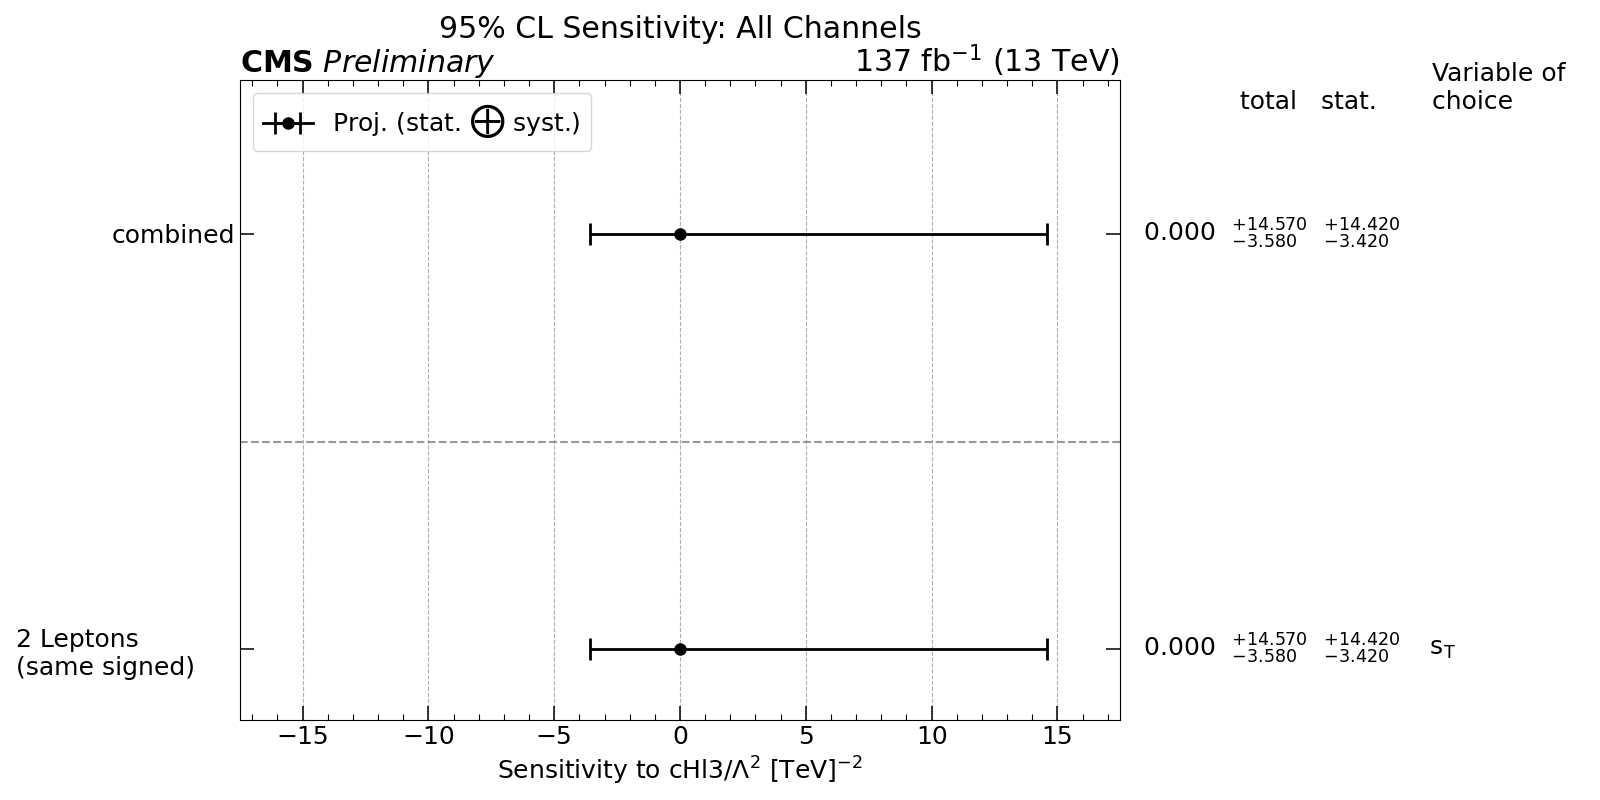 95% CL Sensitivity: All Channels
CMS Preliminary 137 fb⁻¹ (13 TeV)
Variable of
total stat. choice
Proj. (stat. ⊕ syst.)
combined 0.000 +14.570 +14.420
−3.580 −3.420
2 Leptons
(same signed) 0.000 +14.570 +14.420 s_T
−3.580 −3.420
−15 −10 −5 0 5 10 15
Sensitivity to cHl3/Λ² [TeV]⁻²